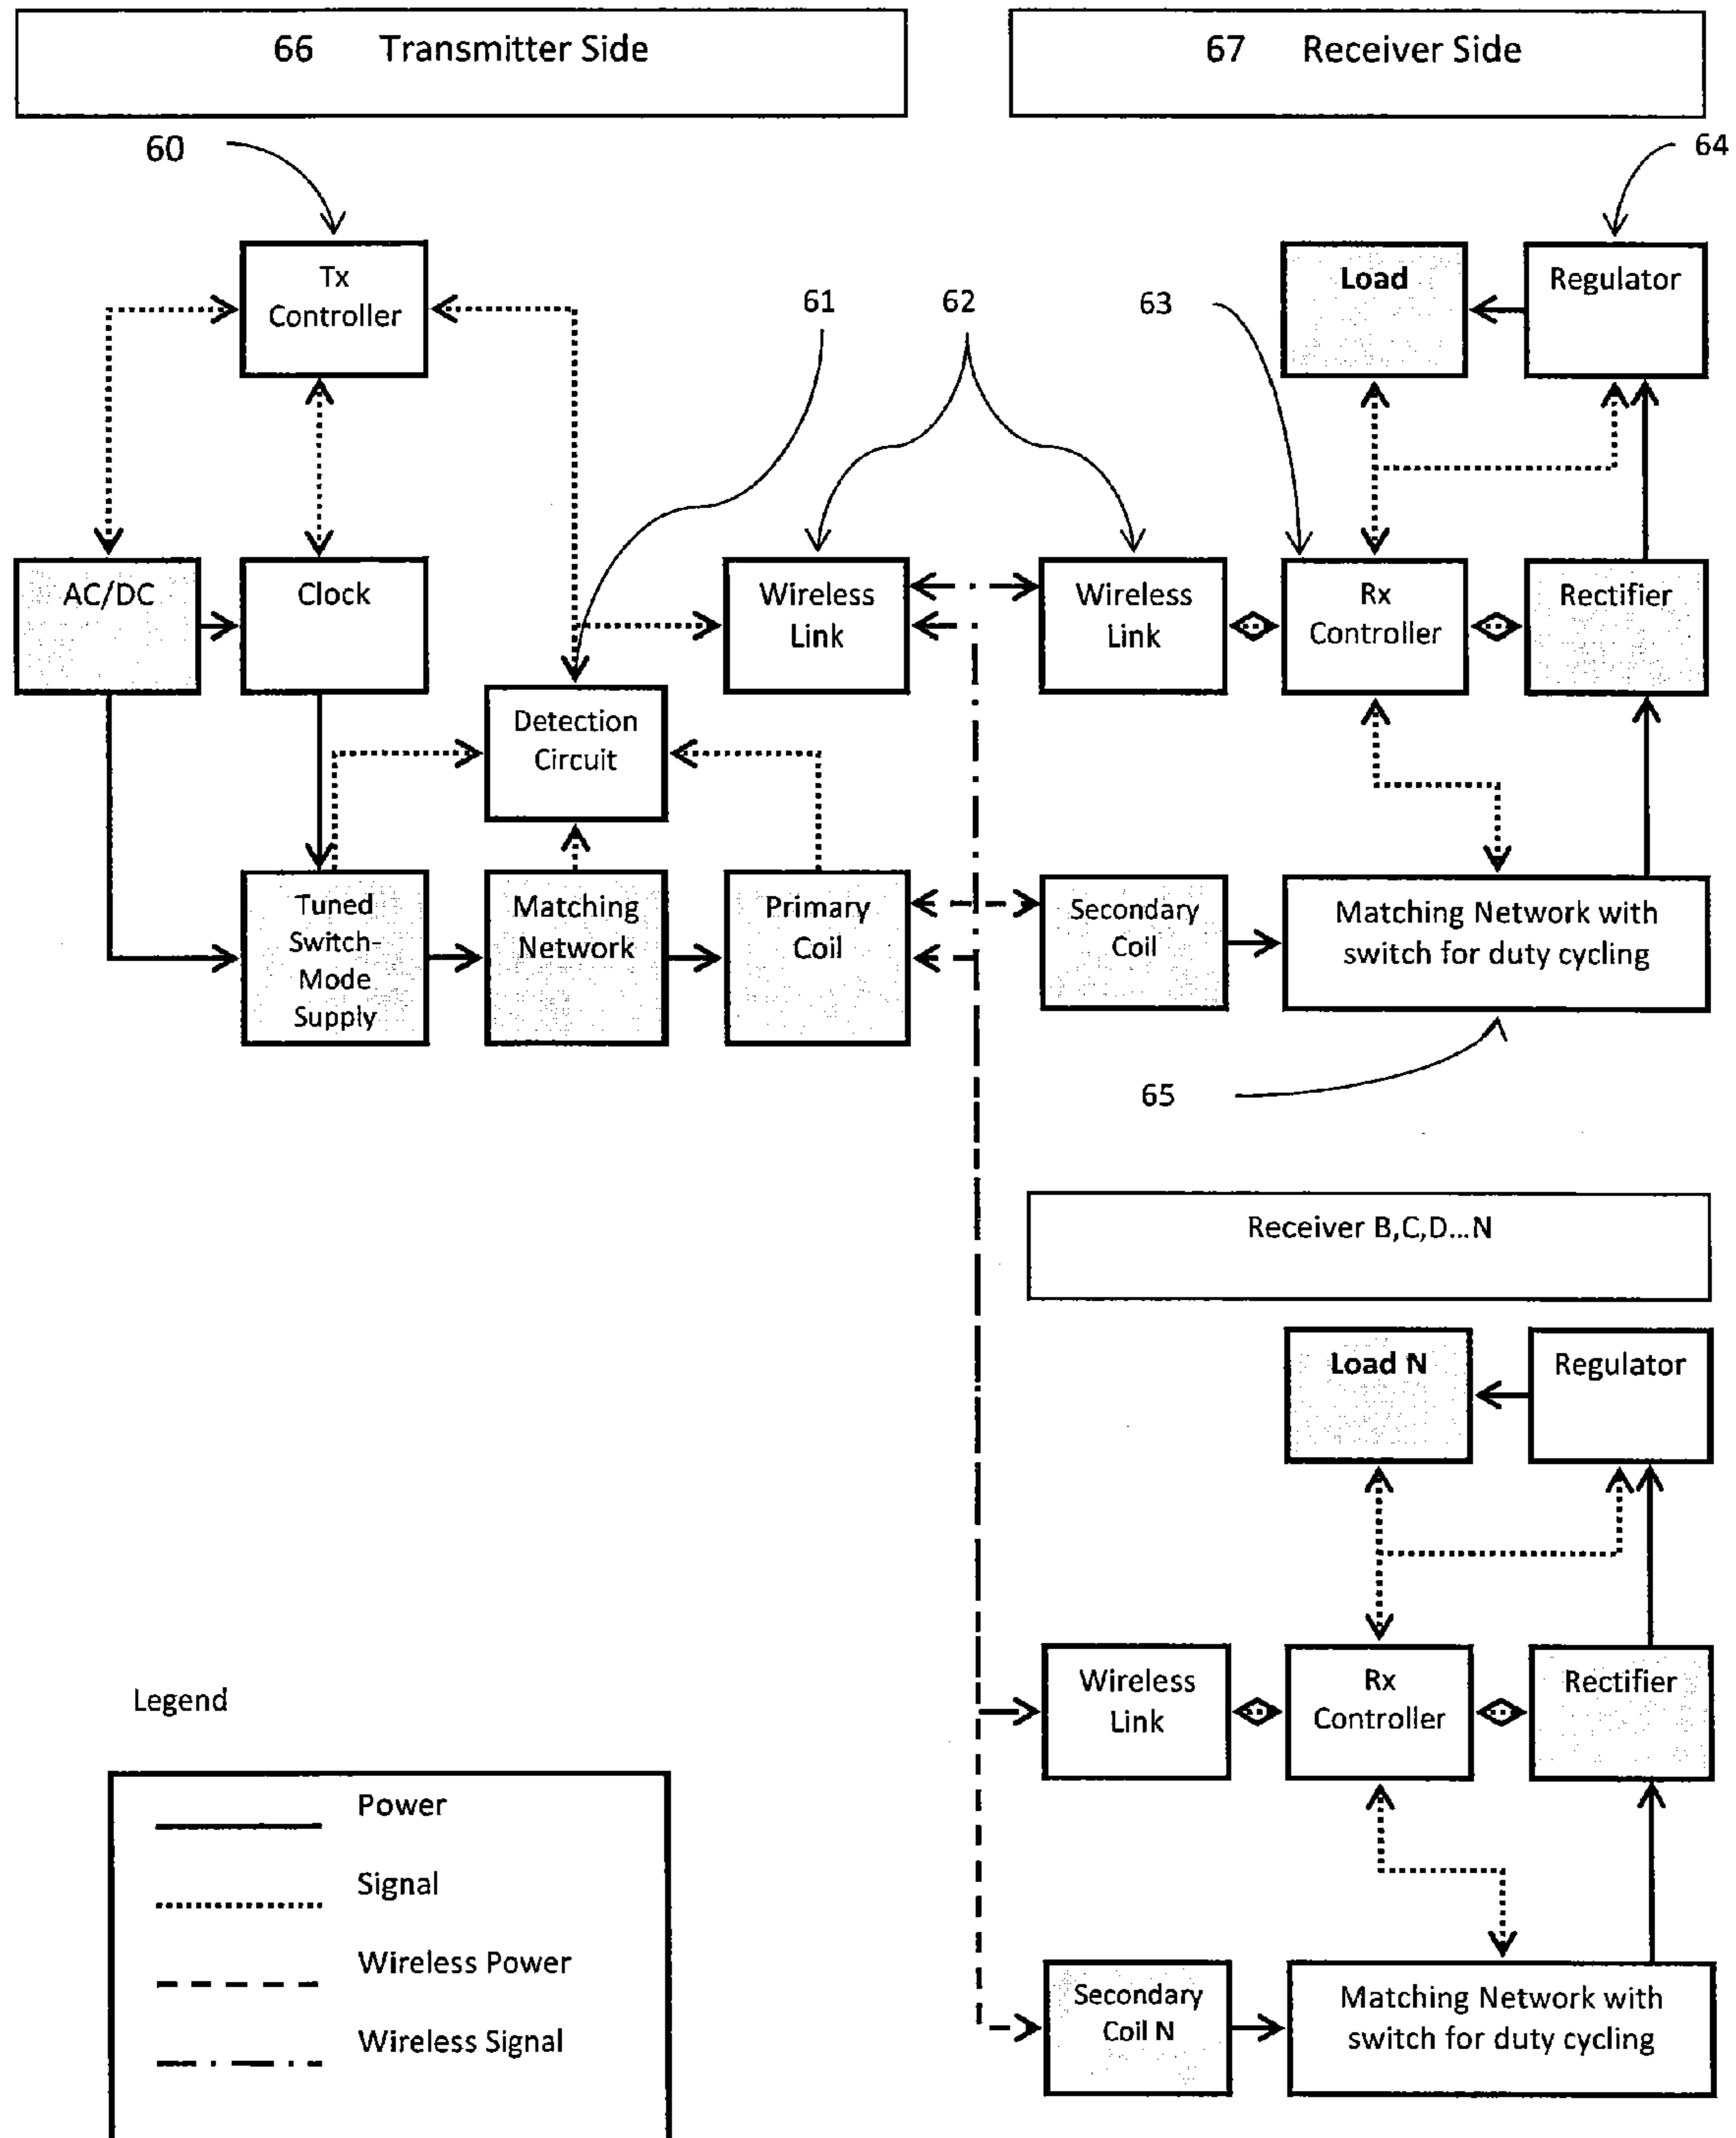 66 Transmitter Side
67 Receiver Side
60
64
Tx
Controller
61
62
63
Load
Regulator
AC/DC
Clock
Wireless
Link
Wireless
Link
Rx
Controller
Rectifier
Detection
Circuit
Tuned
Switch-
Mode
Supply
Matching
Network
Primary
Coil
Secondary
Coil
Matching Network with
switch for duty cycling
65
Receiver B,C,D...N
Load N
Regulator
Wireless
Link
Rx
Controller
Rectifier
Secondary
Coil N
Matching Network with
switch for duty cycling
Legend
Power
Signal
Wireless Power
Wireless Signal